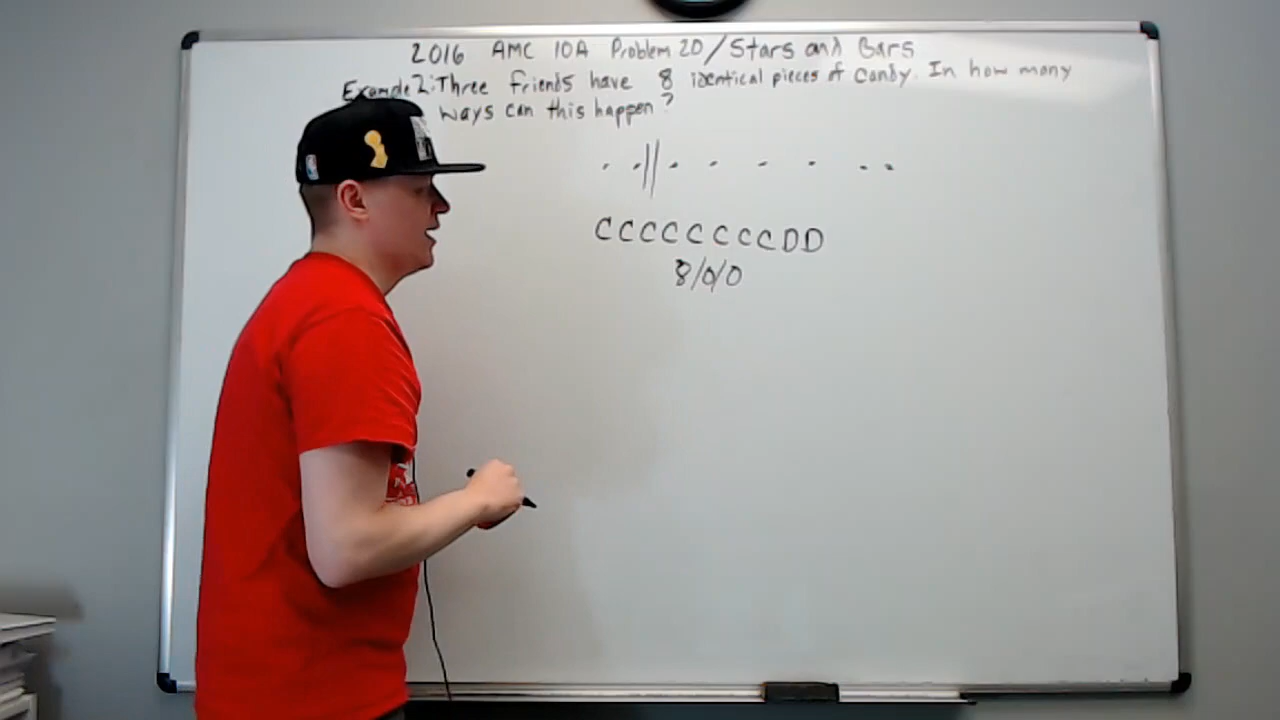 2016 AMC 10A Problem 20/Stars and Bars
Example 2: Three friends have 8 identical pieces of candy. In how many
ways can this happen?
CCCCCCCCDD
8/0/0